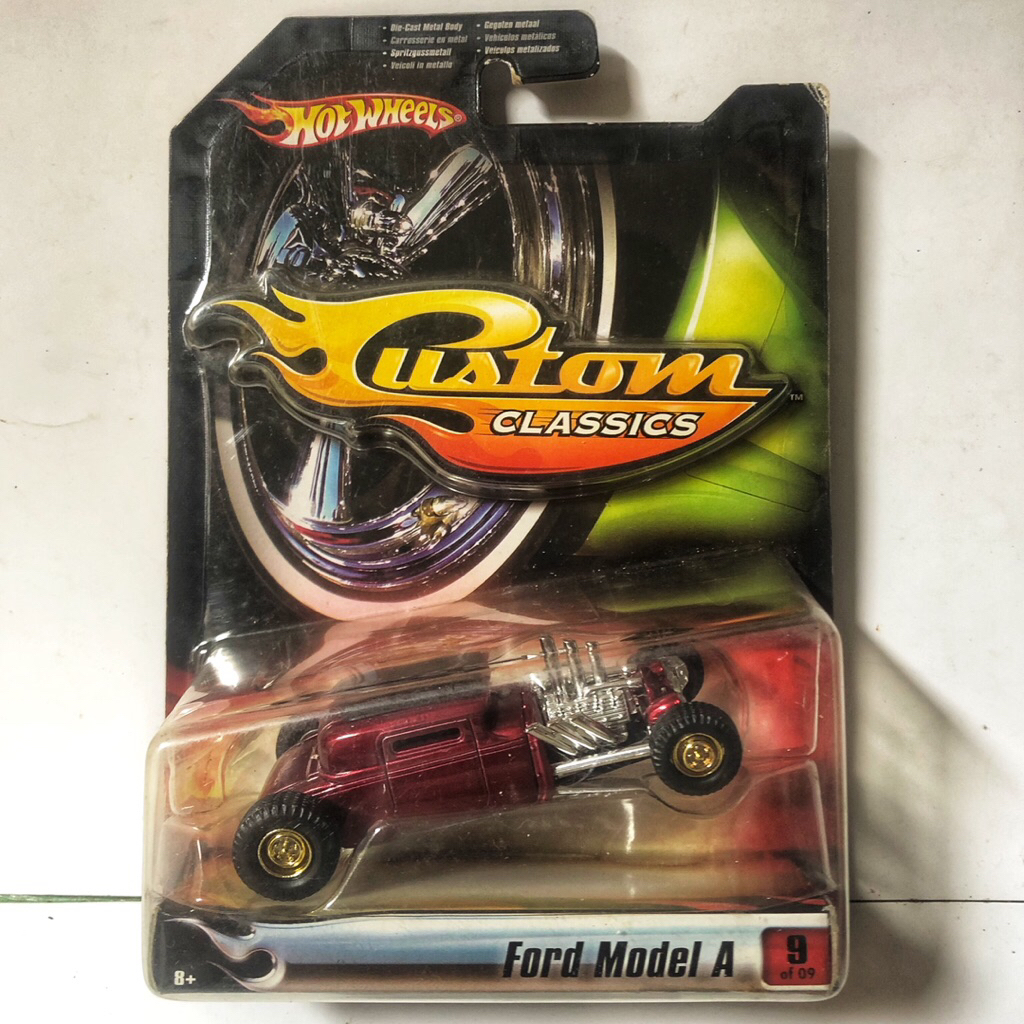 • Die-Cast Metal Body
• Carrosserie en métal
• Spritzgussmetall
• Veicoli in metallo
• Gegoten metaal
• Vehículos metálicos
• Veículos metalizados
HOT WHEELS®
Custom ™
CLASSICS
Ford Model A
9
of 09
8+